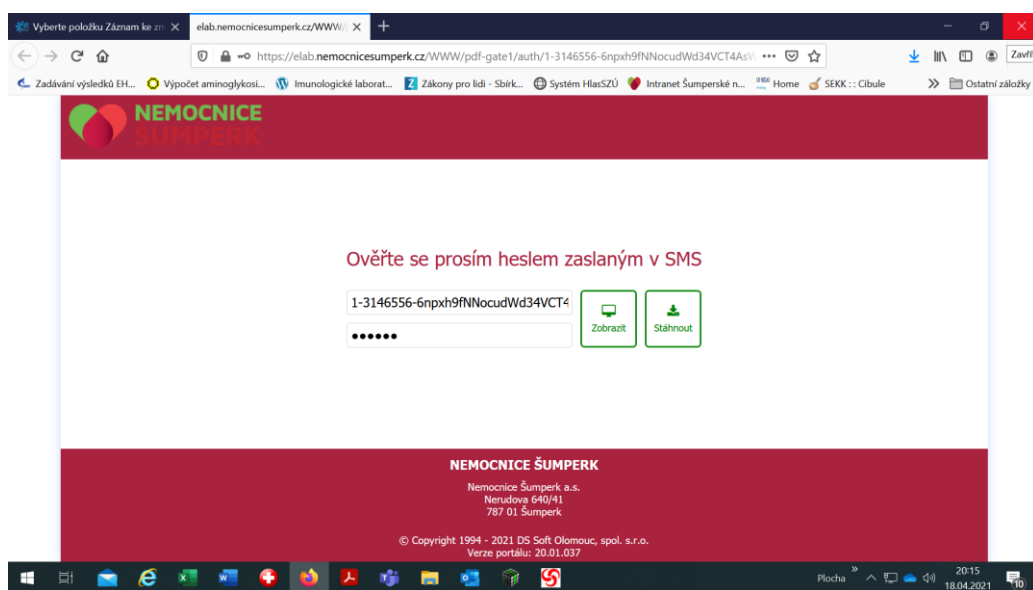 Vyberte položku Záznam ke zm
elab.nemocnicesumperk.cz/WWW/p
https://elab.nemocnicesumperk.cz/WWW/pdf-gate1/auth/1-3146556-6npxh9fNNocudWd34VCT4AsW
Zavří
Zadávání výsledků EH... Výpočet aminoglykosi... Imunologické laborat... Zákony pro lidi - Sbírk... Systém HlasSZÚ Intranet Šumperské n... Home SEKK :: Cibule Ostatní záložky
NEMOCNICE
ŠUMPERK
Ověřte se prosím heslem zaslaným v SMS
1-3146556-6npxh9fNNocudWd34VCT4
●●●●●●
Zobrazit
Stáhnout
NEMOCNICE ŠUMPERK
Nemocnice Šumperk a.s.
Nerudova 640/41
787 01 Šumperk
© Copyright 1994 - 2021 DS Soft Olomouc, spol. s.r.o.
Verze portálu: 20.01.037
Plocha
20:15
18.04.2021